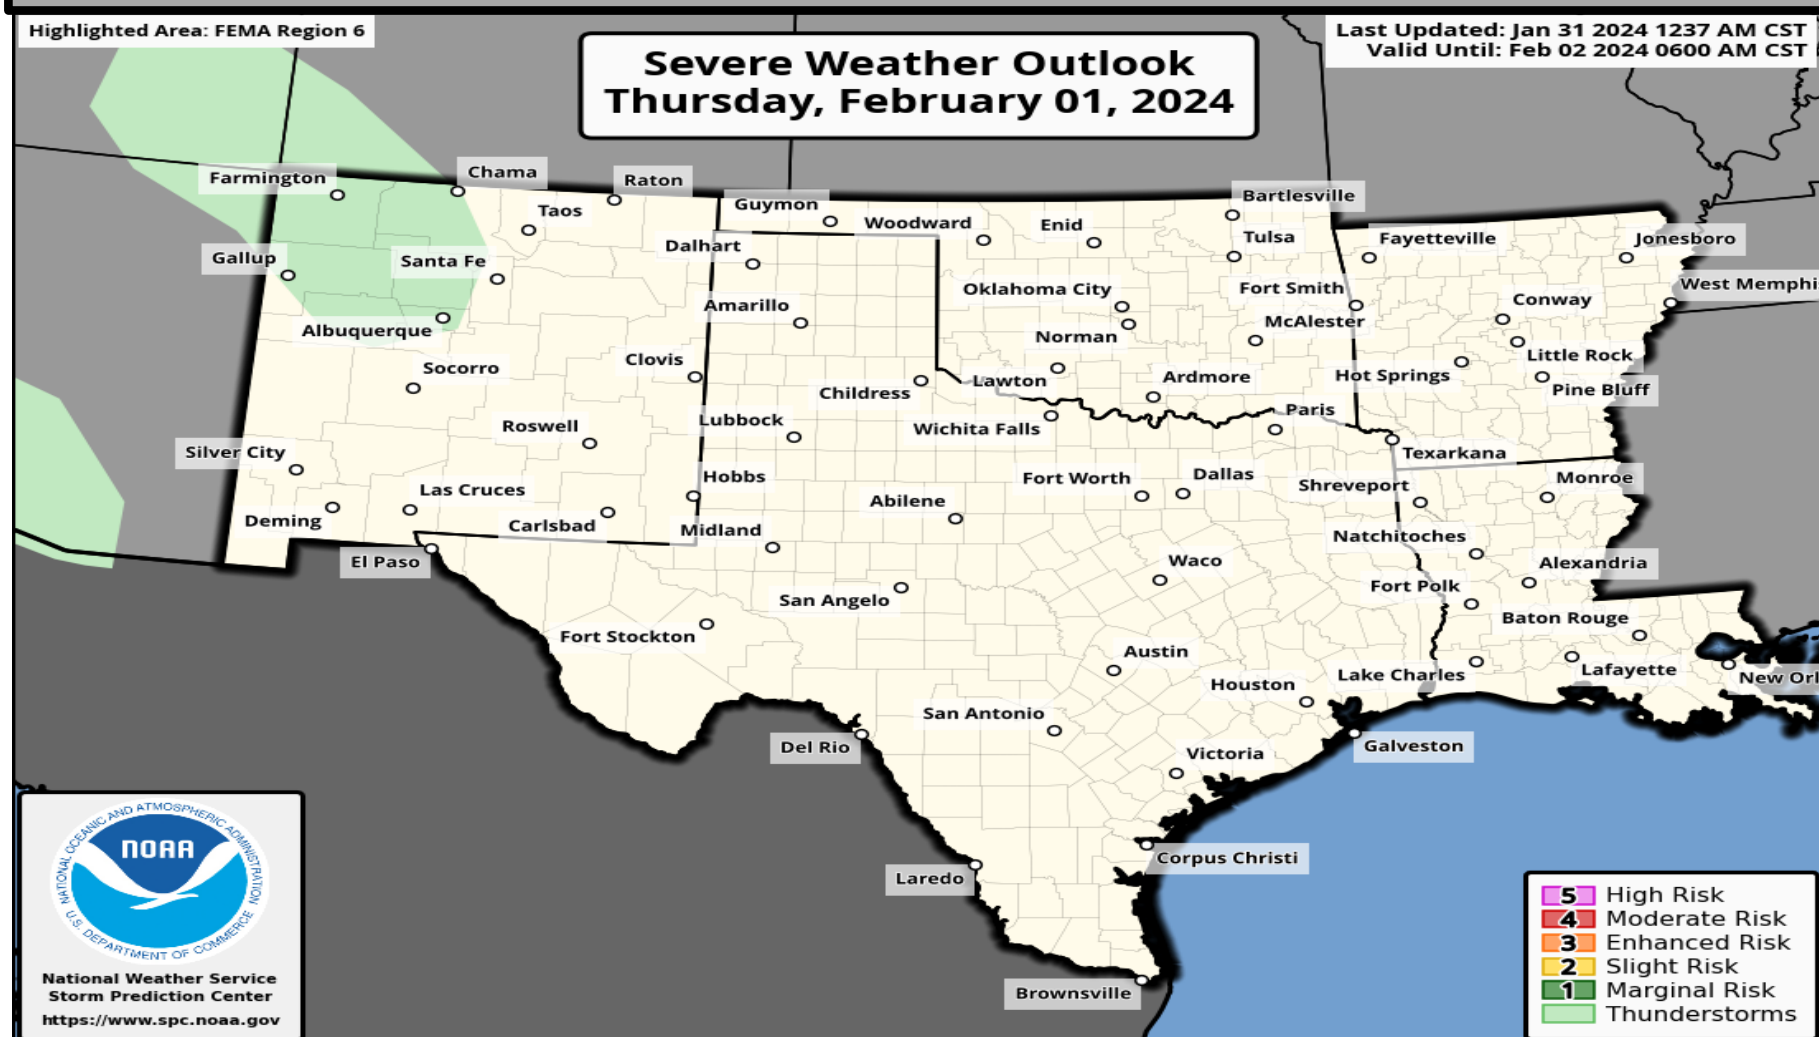 Highlighted Area: FEMA Region 6
Last Updated: Jan 31 2024 1237 AM CST
Valid Until: Feb 02 2024 0600 AM CST
Severe Weather Outlook
Thursday, February 01, 2024
Farmington
Chama
Raton
Taos
Guymon
Woodward
Enid
Bartlesville
Tulsa
Fayetteville
Jonesboro
Gallup
Santa Fe
Dalhart
Oklahoma City
Fort Smith
West Memphi
Albuquerque
Amarillo
Norman
McAlester
Conway
Little Rock
Socorro
Clovis
Childress
Lawton
Ardmore
Hot Springs
Pine Bluff
Roswell
Lubbock
Wichita Falls
Paris
Texarkana
Silver City
Las Cruces
Hobbs
Abilene
Fort Worth
Dallas
Shreveport
Monroe
Deming
Carlsbad
Midland
Natchitoches
El Paso
San Angelo
Waco
Fort Polk
Alexandria
Fort Stockton
Austin
Baton Rouge
Houston
Lake Charles
Lafayette
New Orl
San Antonio
Del Rio
Victoria
Galveston
Corpus Christi
Laredo
Brownsville
NATIONAL OCEANIC AND ATMOSPHERIC ADMINISTRATION
NOAA
U.S. DEPARTMENT OF COMMERCE
National Weather Service
Storm Prediction Center
https://www.spc.noaa.gov
5 High Risk
4 Moderate Risk
3 Enhanced Risk
2 Slight Risk
1 Marginal Risk
Thunderstorms